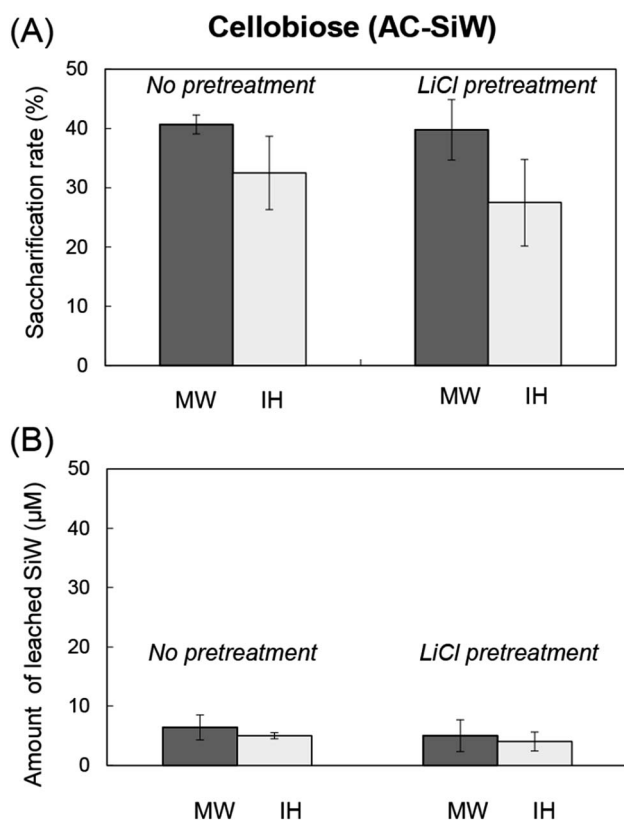 (A) Cellobiose (AC-SiW)
Saccharification rate (%)
50
40
30
20
10
0
No pretreatment LiCl pretreatment
MW IH MW IH
(B)
Amount of leached SiW (μM)
50
40
30
20
10
0
No pretreatment LiCl pretreatment
MW IH MW IH